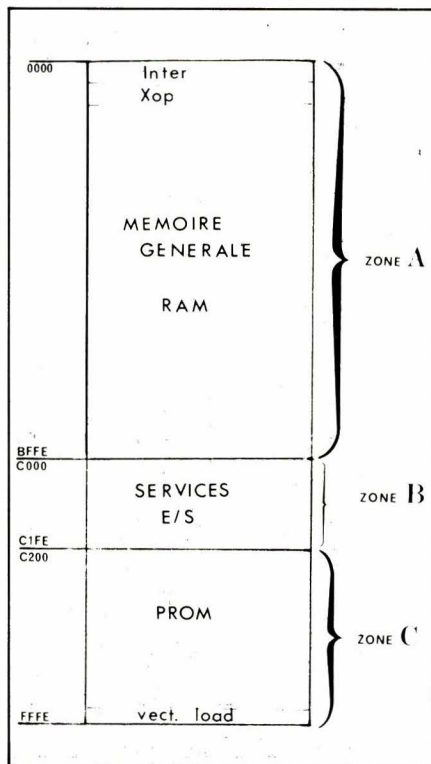 0000
Inter
Xop
MEMOIRE
GENERALE
RAM
ZONE A
BFFE
C000
SERVICES
E/S
ZONE B
C1FE
C200
PROM
ZONE C
vect. load
FFFE